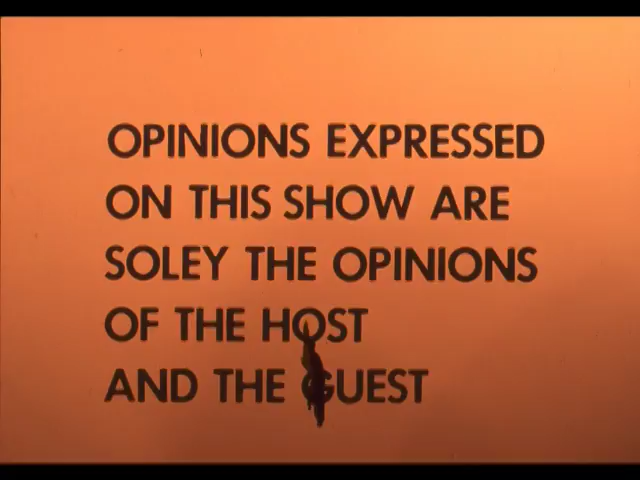 OPINIONS EXPRESSED
ON THIS SHOW ARE
SOLEY THE OPINIONS
OF THE HOST
AND THE GUEST